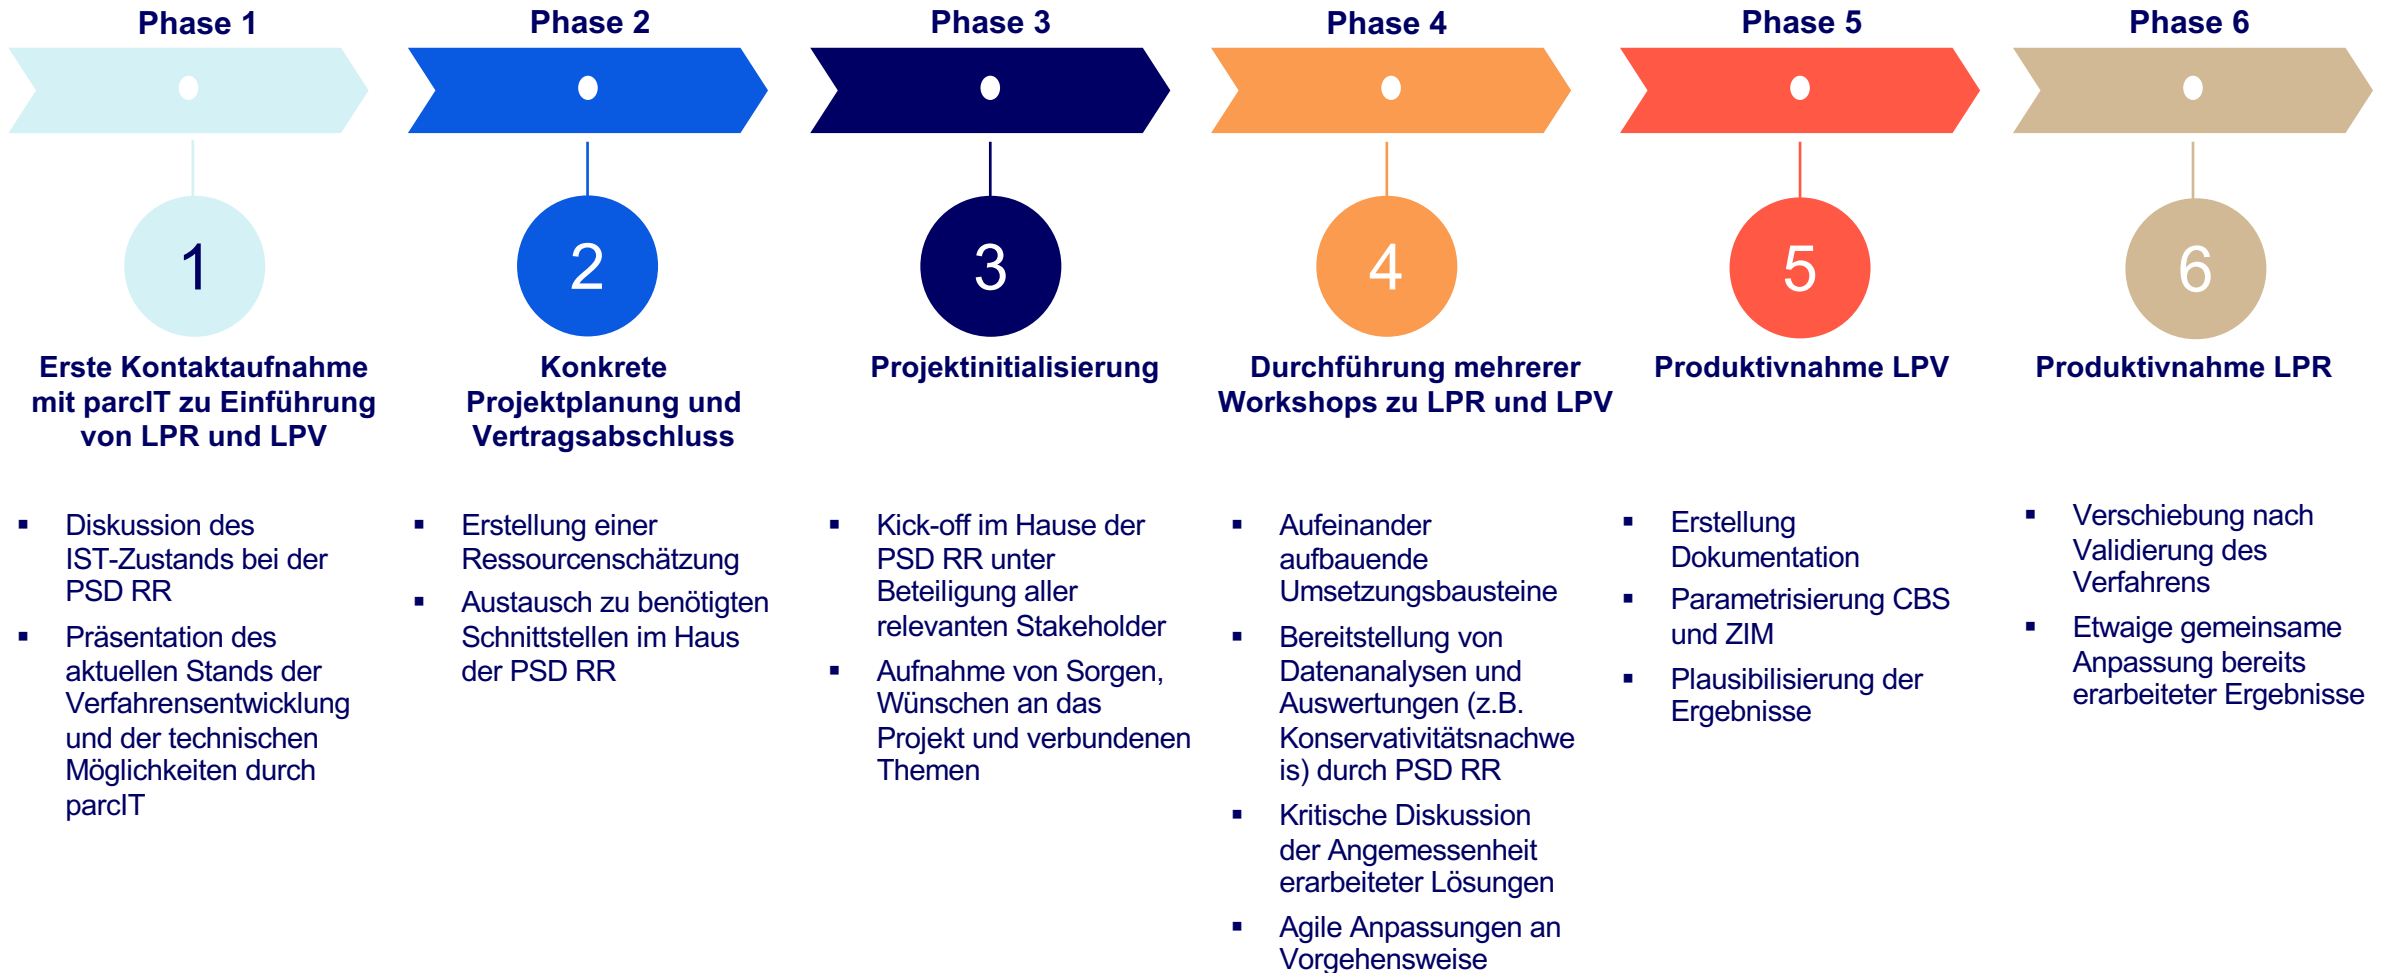 Phase 1
Phase 2
Phase 3
Phase 4
Phase 5
Phase 6
1
2
3
4
5
6
Erste Kontaktaufnahme
mit parcIT zu Einführung
von LPR und LPV
Konkrete
Projektplanung und
Vertragsabschluss
Projektinitialisierung
Durchführung mehrerer
Workshops zu LPR und LPV
Produktivnahme LPV
Produktivnahme LPR
▪ Diskussion des
IST-Zustands bei der
PSD RR
▪ Präsentation des
aktuellen Stands der
Verfahrensentwicklung
und der technischen
Möglichkeiten durch
parcIT
▪ Erstellung einer
Ressourcenschätzung
▪ Austausch zu benötigten
Schnittstellen im Haus
der PSD RR
▪ Kick-off im Hause der
PSD RR unter
Beteiligung aller
relevanten Stakeholder
▪ Aufnahme von Sorgen,
Wünschen an das
Projekt und verbundenen
Themen
▪ Aufeinander
aufbauende
Umsetzungsbausteine
▪ Bereitstellung von
Datenanalysen und
Auswertungen (z.B.
Konservativitätsnachwe
is) durch PSD RR
▪ Kritische Diskussion
der Angemessenheit
erarbeiteter Lösungen
▪ Agile Anpassungen an
Vorgehensweise
▪ Erstellung
Dokumentation
▪ Parametrisierung CBS
und ZIM
▪ Plausibilisierung der
Ergebnisse
▪ Verschiebung nach
Validierung des
Verfahrens
▪ Etwaige gemeinsame
Anpassung bereits
erarbeiteter Ergebnisse